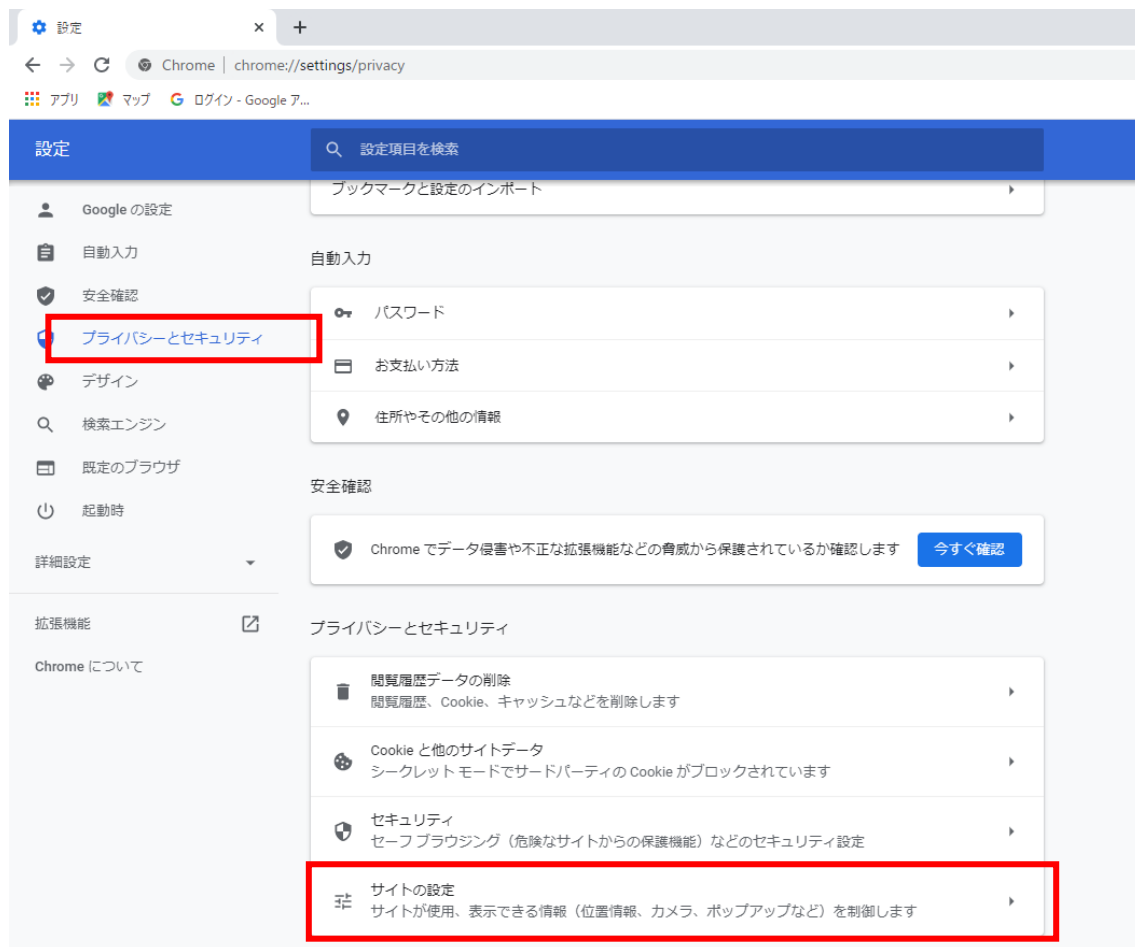 設定
Chrome | chrome://settings/privacy
アプリ マップ ログイン - Google ア...
設定
設定項目を検索
Google の設定
自動入力
安全確認
プライバシーとセキュリティ
デザイン
検索エンジン
既定のブラウザ
起動時
詳細設定
拡張機能
Chrome について
ブックマークと設定のインポート
自動入力
パスワード
お支払い方法
住所やその他の情報
安全確認
Chrome でデータ侵害や不正な拡張機能などの脅威から保護されているか確認します
今すぐ確認
プライバシーとセキュリティ
閲覧履歴データの削除
閲覧履歴、Cookie、キャッシュなどを削除します
Cookie と他のサイトデータ
シークレット モードでサードパーティの Cookie がブロックされています
セキュリティ
セーフ ブラウジング（危険なサイトからの保護機能）などのセキュリティ設定
サイトの設定
サイトが使用、表示できる情報（位置情報、カメラ、ポップアップなど）を制御します